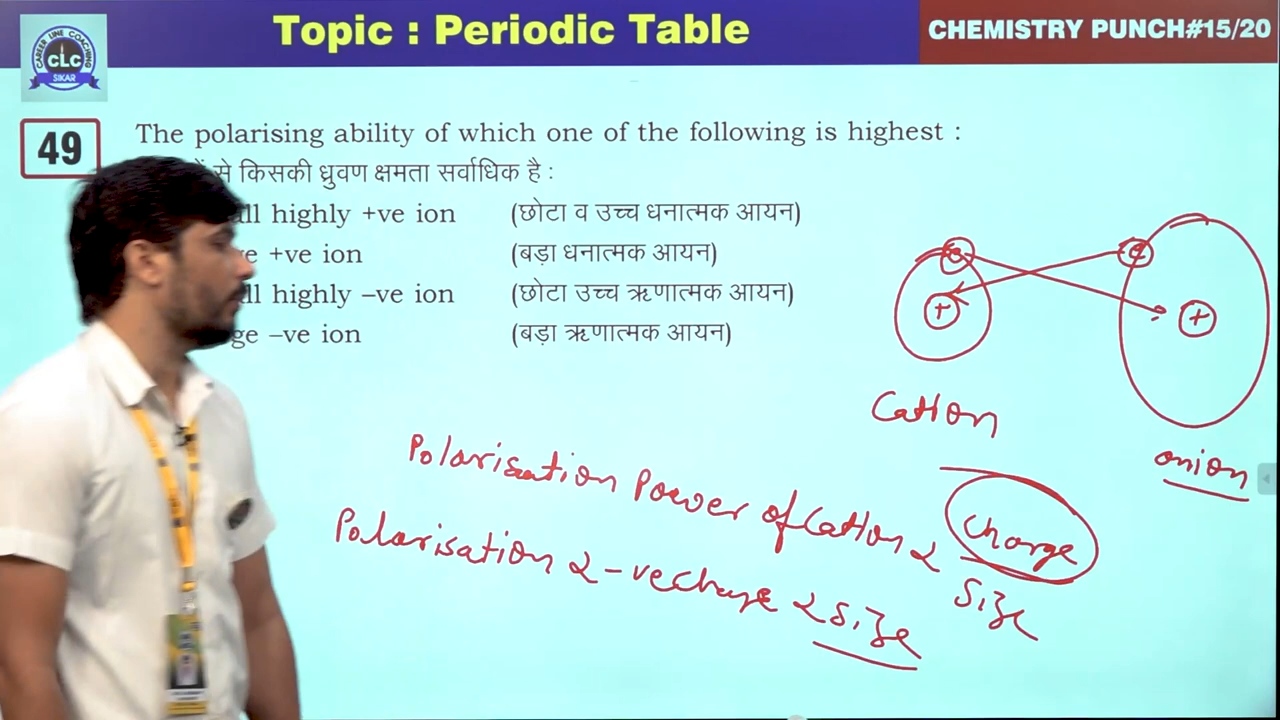 Topic : Periodic Table
CHEMISTRY PUNCH#15/20
CAREER LINE COACHING
CLC
SIKAR
49
The polarising ability of which one of the following is highest :
से किसकी ध्रुवण क्षमता सर्वाधिक है :
highly +ve ion (छोटा व उच्च धनात्मक आयन)
+ve ion (बड़ा धनात्मक आयन)
highly –ve ion (छोटा उच्च ऋणात्मक आयन)
–ve ion (बड़ा ऋणात्मक आयन)
e
e
+
+
Cation
anion
Polarisation Power of Cation α Charge
Size
Polarisation α -ve charge α Size